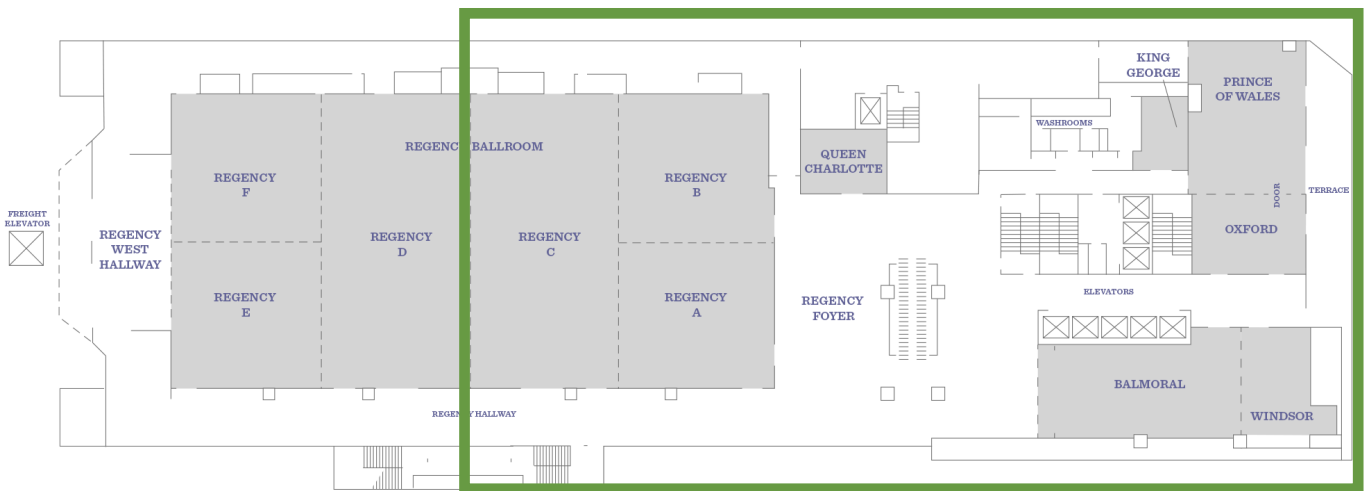 KING
GEORGE
PRINCE
OF WALES
WASHROOMS
REGENCY BALLROOM
QUEEN
CHARLOTTE
REGENCY
F
REGENCY
B
DOOR
TERRACE
FREIGHT
ELEVATOR
REGENCY
WEST
HALLWAY
REGENCY
D
REGENCY
C
OXFORD
REGENCY
E
REGENCY
A
REGENCY
FOYER
ELEVATORS
BALMORAL
WINDSOR
REGENCY HALLWAY